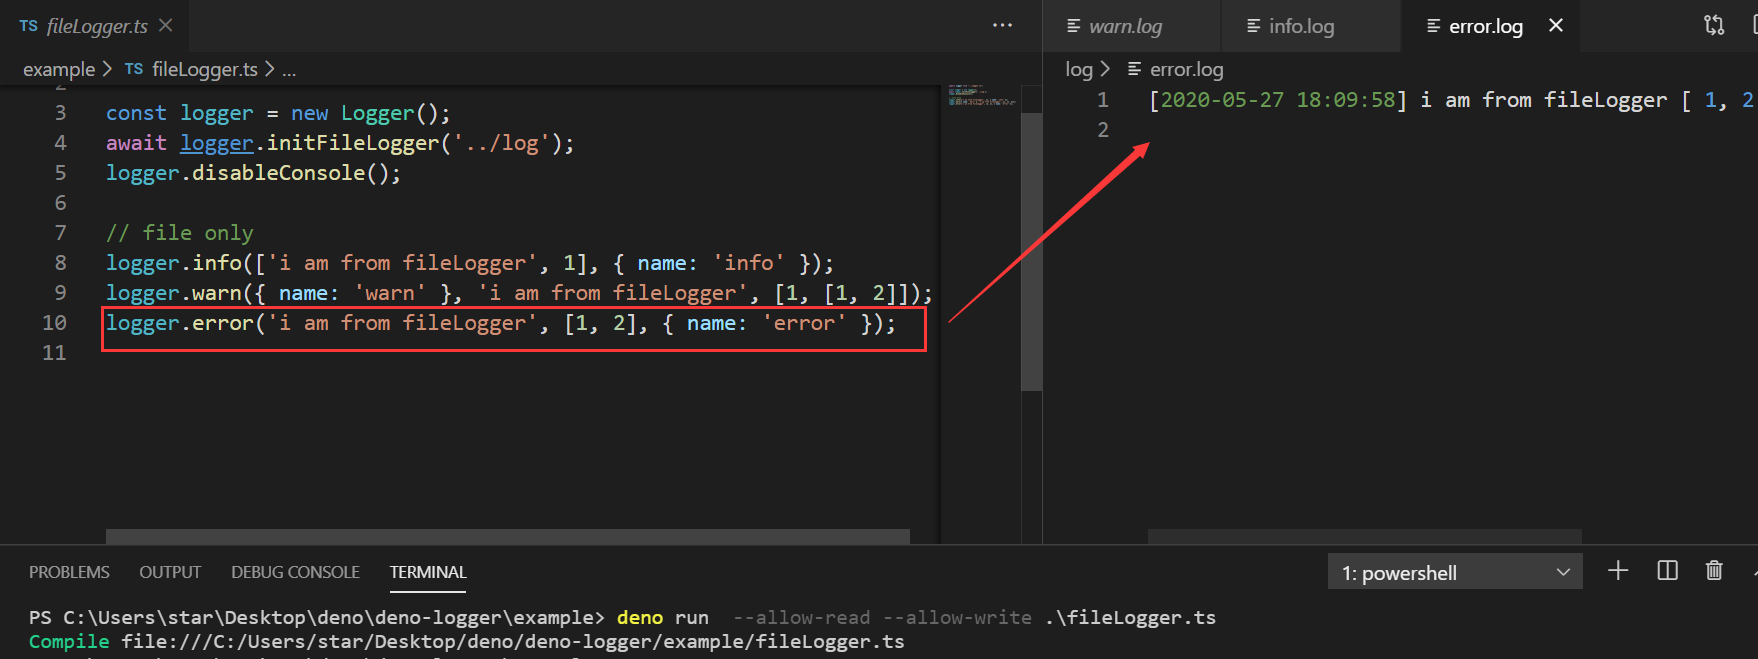 TS fileLogger.ts
warn.log
info.log
error.log
example > TS fileLogger.ts > ...
log > error.log
3 const logger = new Logger();
4 await logger.initFileLogger('../log');
5 logger.disableConsole();
6
7 // file only
8 logger.info(['i am from fileLogger', 1], { name: 'info' });
9 logger.warn({ name: 'warn' }, 'i am from fileLogger', [1, [1, 2]]);
10 logger.error('i am from fileLogger', [1, 2], { name: 'error' });
11
1 [2020-05-27 18:09:58] i am from fileLogger [ 1, 2
2
PROBLEMS OUTPUT DEBUG CONSOLE TERMINAL
1: powershell
PS C:\Users\star\Desktop\deno\deno-logger\example> deno run --allow-read --allow-write .\fileLogger.ts
Compile file:///C:/Users/star/Desktop/deno/deno-logger/example/fileLogger.ts